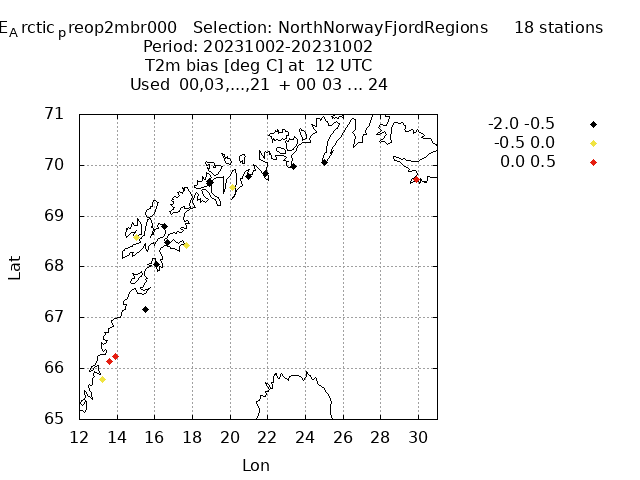 E A rctic p reop2mbr000 Selection: NorthNorwayFjordRegions 18 stations
Period: 20231002-20231002
T2m bias [deg C] at 12 UTC
Used 00,03,...,21 + 00 03 ... 24
-2.0 -0.5
-0.5 0.0
0.0 0.5
71
70
69
68
67
66
65
Lat
12 14 16 18 20 22 24 26 28 30
Lon